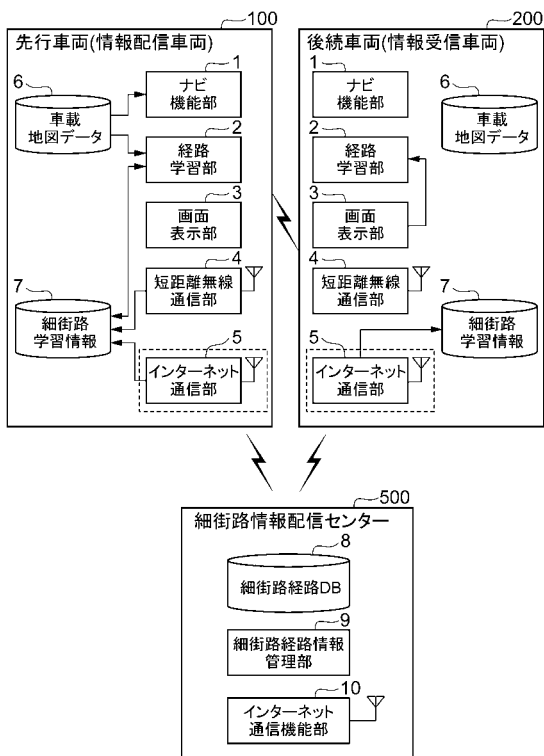 100
先行車両(情報配信車両)
6
車載
地図データ
1
ナビ
機能部
2
経路
学習部
3
画面
表示部
4
短距離無線
通信部
7
細街路
学習情報
5
インターネット
通信部
200
後続車両(情報受信車両)
1
ナビ
機能部
6
車載
地図データ
2
経路
学習部
3
画面
表示部
4
短距離無線
通信部
7
細街路
学習情報
5
インターネット
通信部
500
細街路情報配信センター
8
細街路経路DB
9
細街路経路情報
管理部
10
インターネット
通信機能部